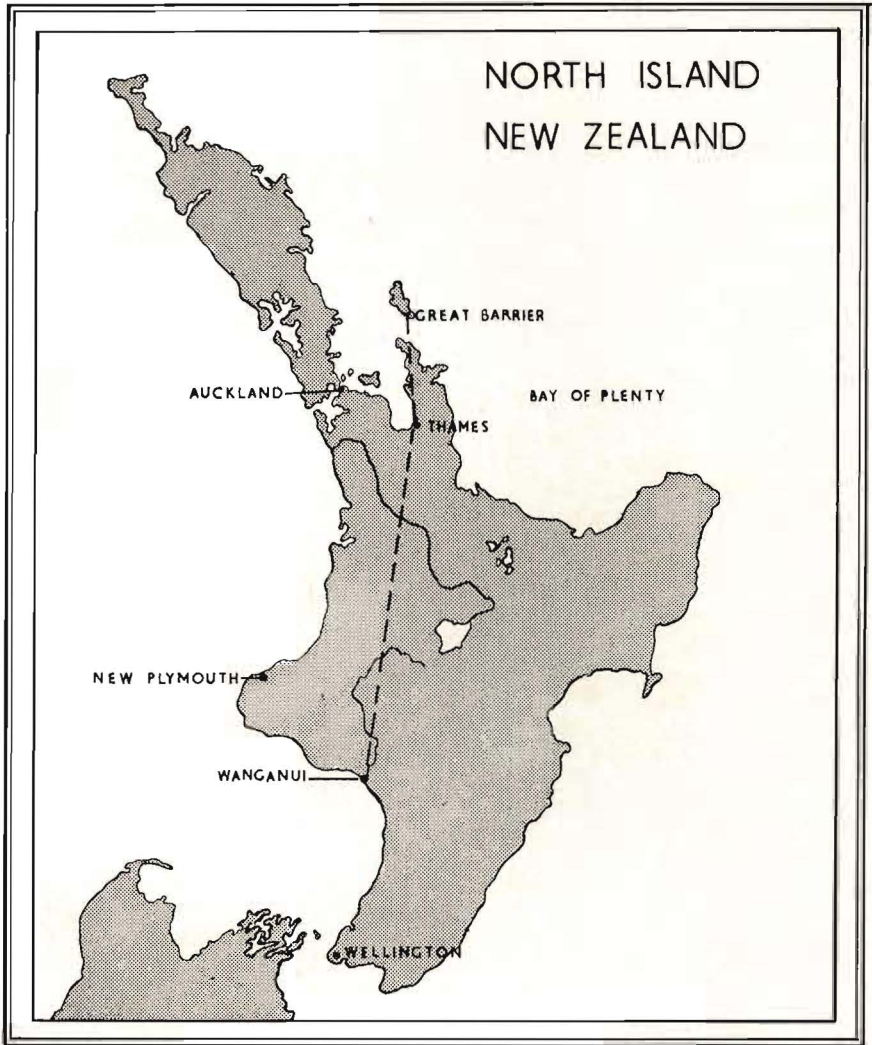 NORTH ISLAND
NEW ZEALAND
GREAT BARRIER
AUCKLAND
BAY OF PLENTY
THAMES
NEW PLYMOUTH
WANGANUI
WELLINGTON